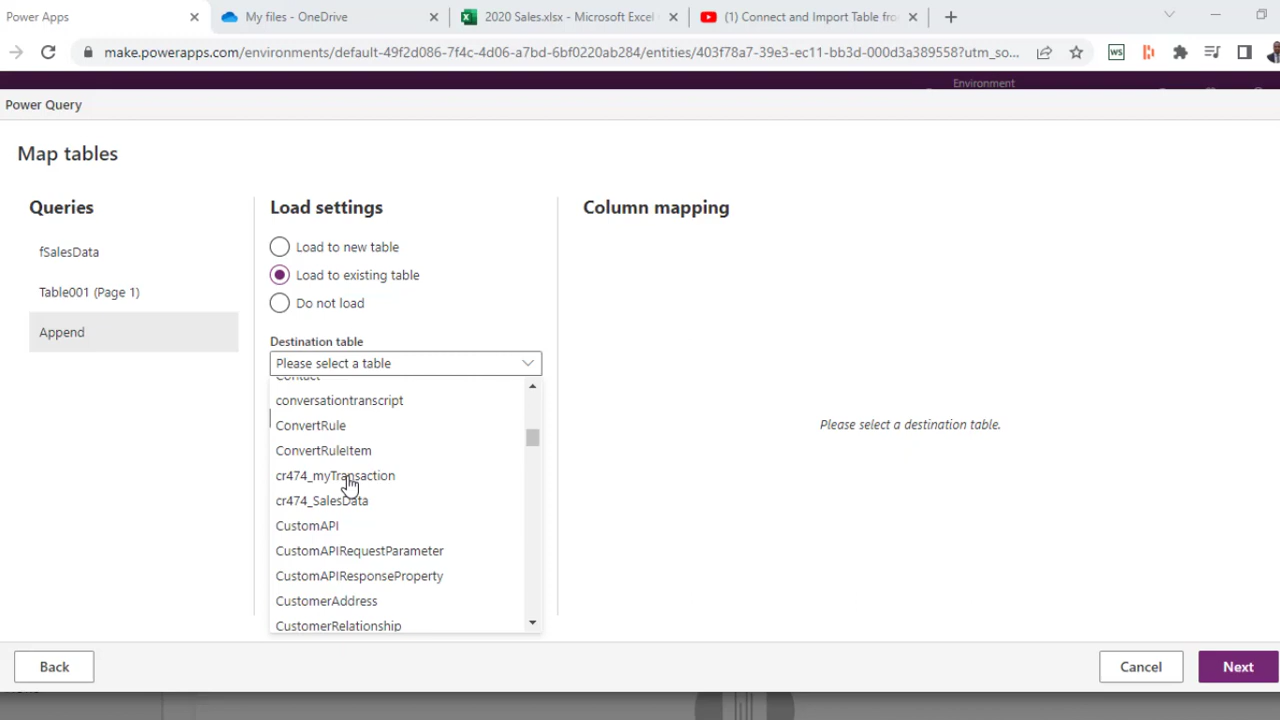 Power Apps
My files - OneDrive
2020 Sales.xlsx - Microsoft Excel
(1) Connect and Import Table fro
make.powerapps.com/environments/default-49f2d086-7f4c-4d06-a7bd-6bf0220ab284/entities/403f78a7-39e3-ec11-bb3d-000d3a389558?utm_so...
Environment
Power Query
Map tables
Queries
fSalesData
Table001 (Page 1)
Append
Load settings
Load to new table
Load to existing table
Do not load
Destination table
Please select a table
Contact
conversationtranscript
ConvertRule
ConvertRuleItem
cr474_myTransaction
cr474_SalesData
CustomAPI
CustomAPIRequestParameter
CustomAPIResponseProperty
CustomerAddress
CustomerRelationship
Column mapping
Please select a destination table.
Back
Cancel
Next